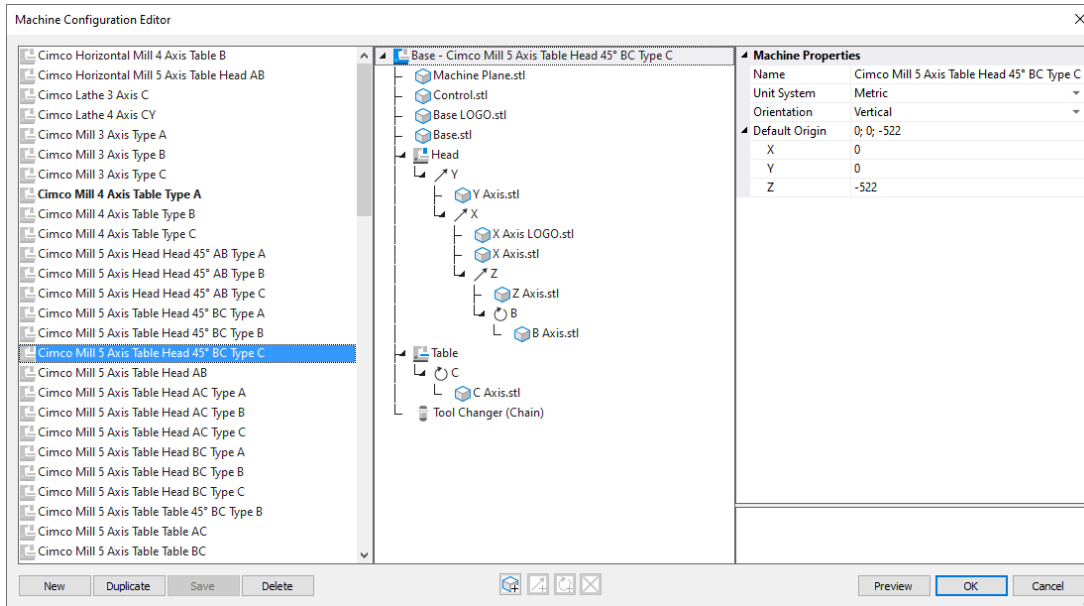 Machine Configuration Editor
Cimco Horizontal Mill 4 Axis Table B
Cimco Horizontal Mill 5 Axis Table Head AB
Cimco Lathe 3 Axis C
Cimco Lathe 4 Axis CY
Cimco Mill 3 Axis Type A
Cimco Mill 3 Axis Type B
Cimco Mill 3 Axis Type C
Cimco Mill 4 Axis Table Type A
Cimco Mill 4 Axis Table Type B
Cimco Mill 4 Axis Table Type C
Cimco Mill 5 Axis Head Head 45° AB Type A
Cimco Mill 5 Axis Head Head 45° AB Type B
Cimco Mill 5 Axis Head Head 45° AB Type C
Cimco Mill 5 Axis Table Head 45° BC Type A
Cimco Mill 5 Axis Table Head 45° BC Type B
Cimco Mill 5 Axis Table Head 45° BC Type C
Cimco Mill 5 Axis Table Head AB
Cimco Mill 5 Axis Table Head AC Type A
Cimco Mill 5 Axis Table Head AC Type B
Cimco Mill 5 Axis Table Head AC Type C
Cimco Mill 5 Axis Table Head BC Type A
Cimco Mill 5 Axis Table Head BC Type B
Cimco Mill 5 Axis Table Head BC Type C
Cimco Mill 5 Axis Table Table 45° BC Type B
Cimco Mill 5 Axis Table Table AC
Cimco Mill 5 Axis Table Table BC
Base - Cimco Mill 5 Axis Table Head 45° BC Type C
Machine Plane.stl
Control.stl
Base LOGO.stl
Base.stl
Head
Y
Y Axis.stl
X
X Axis LOGO.stl
X Axis.stl
Z
Z Axis.stl
B
B Axis.stl
Table
C
C Axis.stl
Tool Changer (Chain)
Machine Properties
Name Cimco Mill 5 Axis Table Head 45° BC Type C
Unit System Metric
Orientation Vertical
Default Origin 0; 0; -522
X 0
Y 0
Z -522
New Duplicate Save Delete Preview OK Cancel